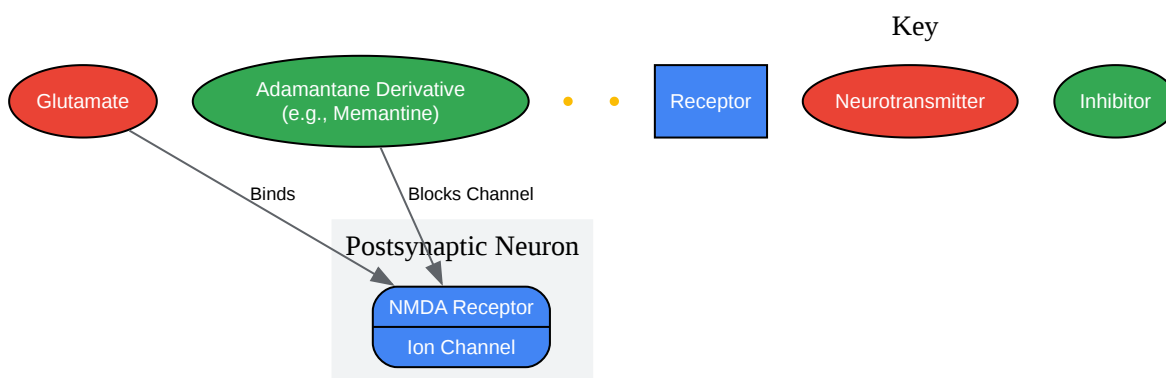 Key
Glutamate
Adamantane Derivative
(e.g., Memantine)
Receptor
Neurotransmitter
Inhibitor
Binds
Blocks Channel
Postsynaptic Neuron
NMDA Receptor
Ion Channel